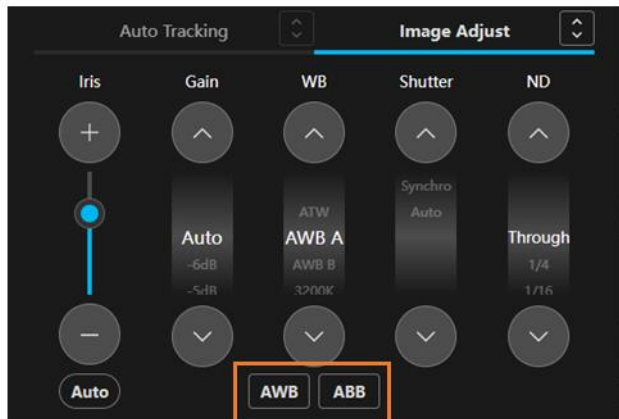 Auto Tracking Image Adjust
Iris Gain WB Shutter ND
Synchro
ATW Auto
Auto AWB A Through
-6dB AWB B 1/4
-5dB 3200K 1/16
Auto AWB ABB